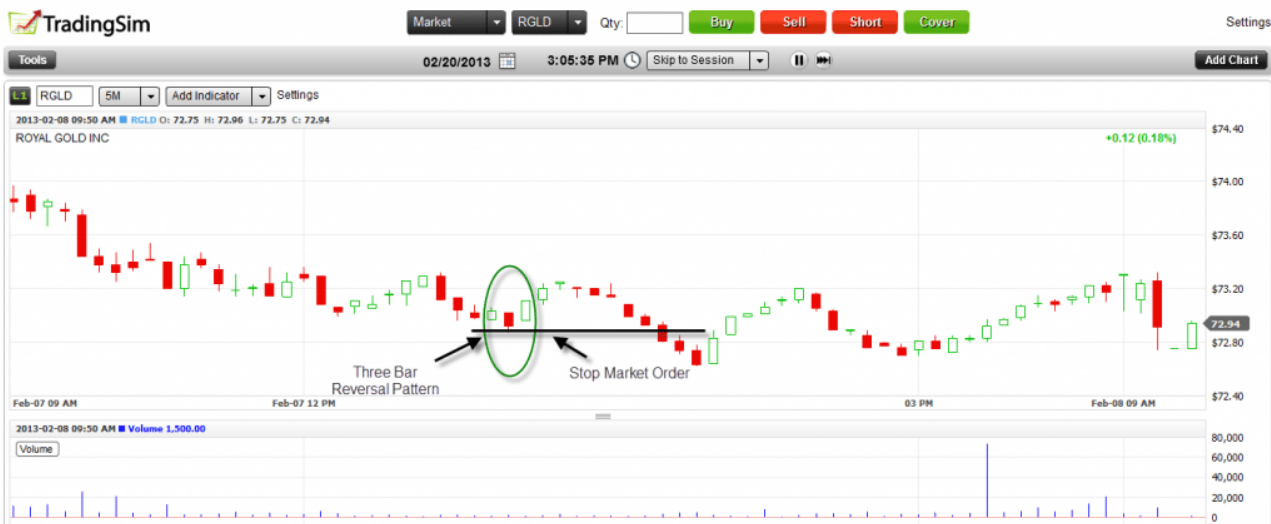 TradingSim
Market RGLD Qty: Buy Sell Short Cover Settings
Tools 02/20/2013 3:05:35 PM Skip to Session Add Chart
L1 RGLD 5M Add Indicator Settings
2013-02-08 09:50 AM RGLD O: 72.75 H: 72.96 L: 72.75 C: 72.94
ROYAL GOLD INC +0.12 (0.18%)
$74.40
$74.00
$73.60
$73.20
72.94
$72.80
$72.40
Three Bar
Reversal Pattern
Stop Market Order
Feb-07 09 AM Feb-07 12 PM 03 PM Feb-08 09 AM
2013-02-08 09:50 AM Volume 1,500.00
Volume
80,000
60,000
40,000
20,000
0